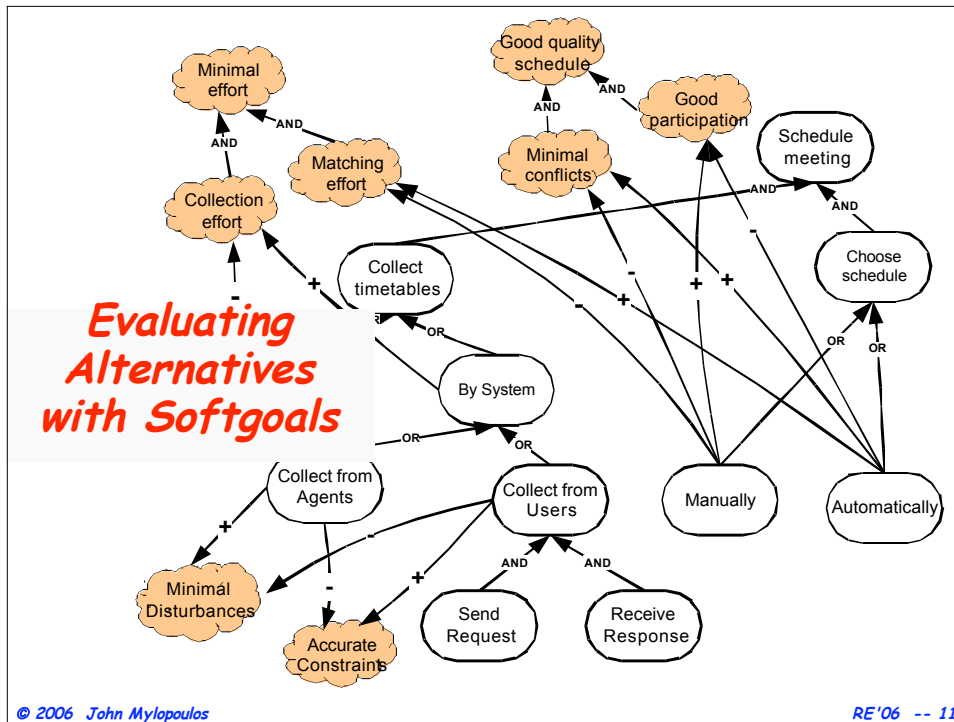 Good quality
schedule
Minimal
effort
AND
AND
Good
participation
AND
Schedule
meeting
AND
Matching
effort
Minimal
conflicts
AND
AND
AND
Collection
effort
Choose
schedule
Collect
timetables
+
-
-
-
+
-
+
+
+
Evaluating
Alternatives
with Softgoals
R
OR
OR
OR
By System
OR
OR
Collect from
Agents
Collect from
Users
Manually
Automatically
+
-
-
+
AND
AND
Minimal
Disturbances
Send
Request
Receive
Response
Accurate
Constraints
© 2006 John Mylopoulos
RE'06 -- 11